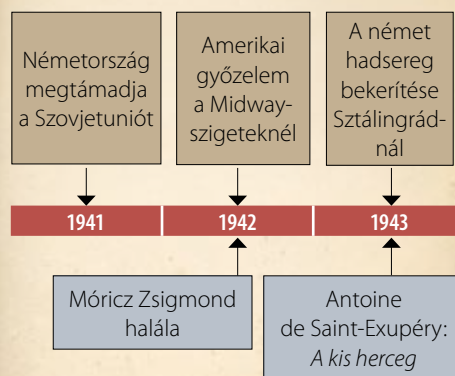 Németország
megtámadja
a Szovjetuniót
Amerikai
győzelem
a Midway-
szigeteknél
A német
hadsereg
bekerítése
Sztálingrád-
nál
1941
1942
1943
Móricz Zsigmond
halála
Antoine
de Saint-Exupéry:
A kis herceg